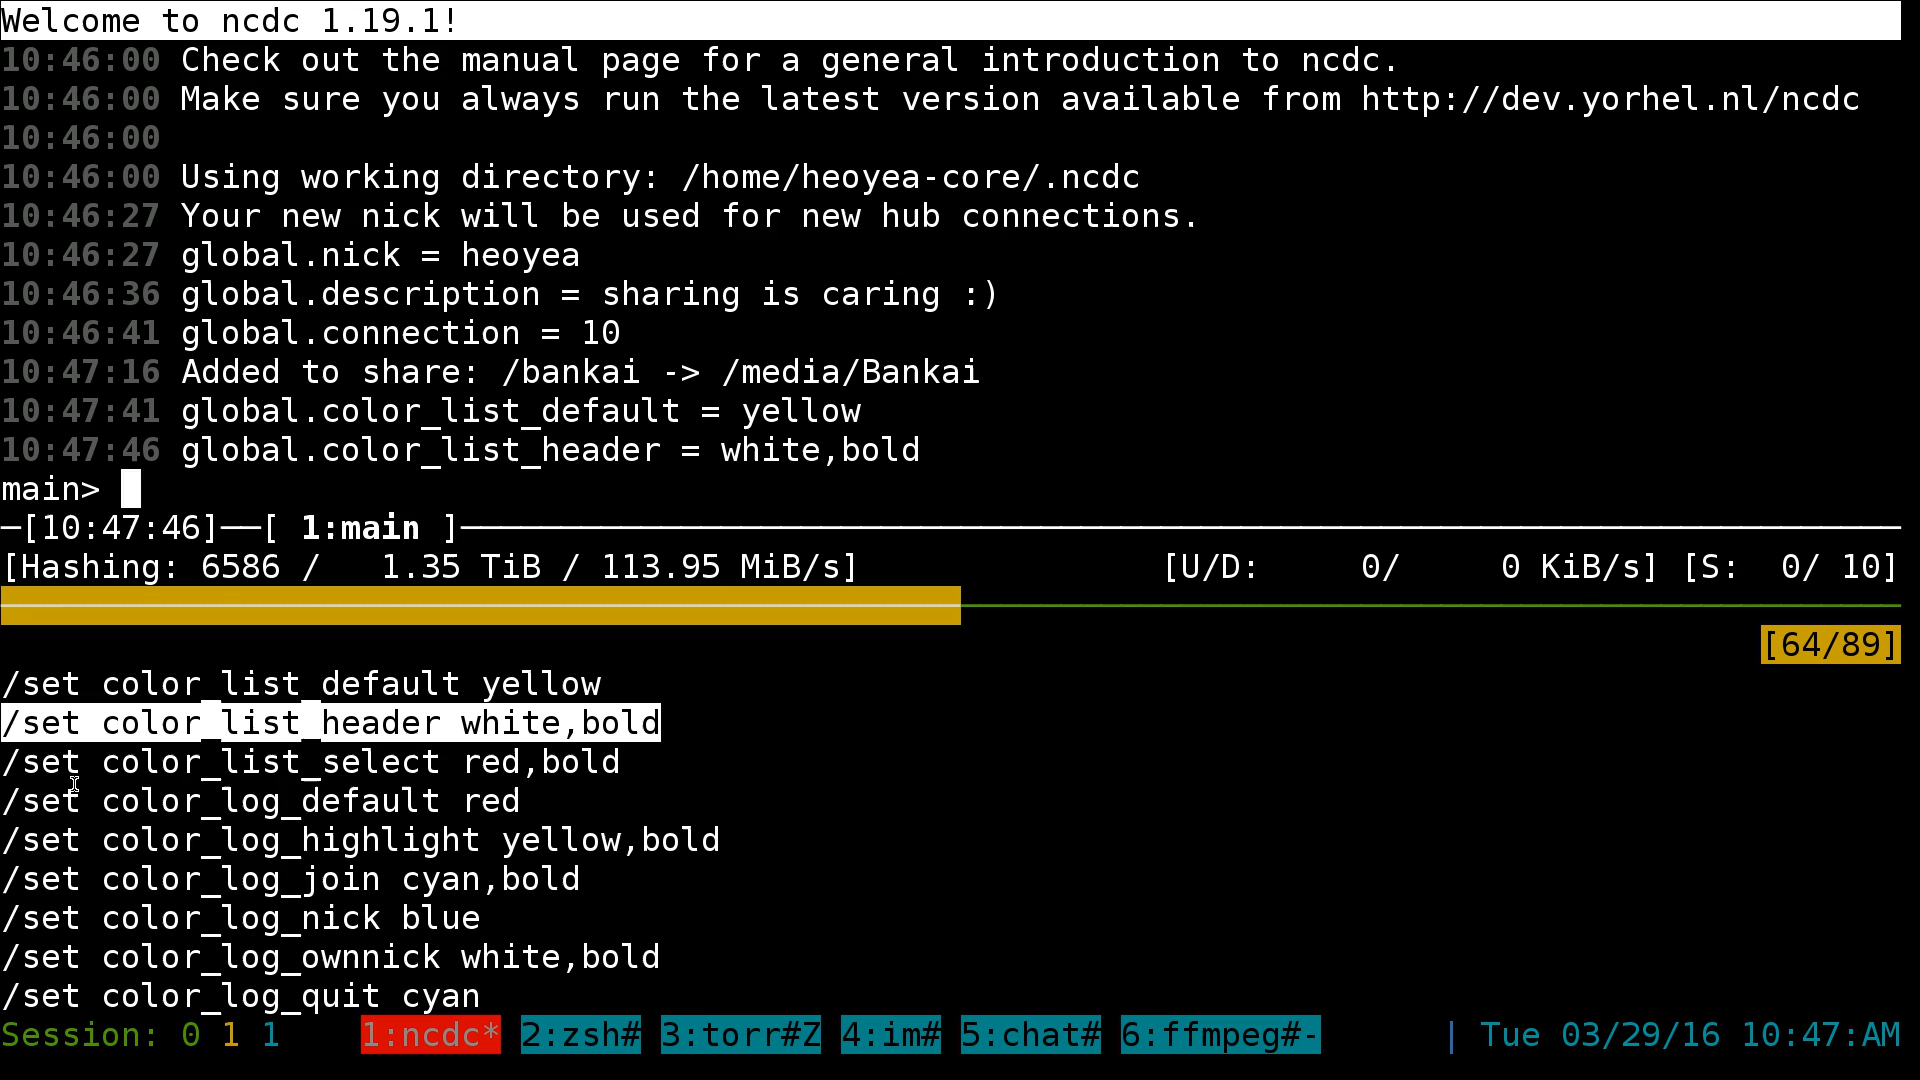 Welcome to ncdc 1.19.1!
10:46:00 Check out the manual page for a general introduction to ncdc.
10:46:00 Make sure you always run the latest version available from http://dev.yorhel.nl/ncdc
10:46:00
10:46:00 Using working directory: /home/heoyea-core/.ncdc
10:46:27 Your new nick will be used for new hub connections.
10:46:27 global.nick = heoyea
10:46:36 global.description = sharing is caring :)
10:46:41 global.connection = 10
10:47:16 Added to share: /bankai -> /media/Bankai
10:47:41 global.color_list_default = yellow
10:47:46 global.color_list_header = white,bold
main>
─[10:47:46]──[ 1:main ]─
[Hashing: 6586 /   1.35 TiB / 113.95 MiB/s] [U/D:     0/     0 KiB/s] [S:  0/ 10]
[64/89]
/set color_list_default yellow
/set color_list_header white,bold
/set color_list_select red,bold
/set color_log_default red
/set color_log_highlight yellow,bold
/set color_log_join cyan,bold
/set color_log_nick blue
/set color_log_ownnick white,bold
/set color_log_quit cyan
Session: 0 1 1 1:ncdc* 2:zsh# 3:torr#Z 4:im# 5:chat# 6:ffmpeg#- | Tue 03/29/16 10:47:AM